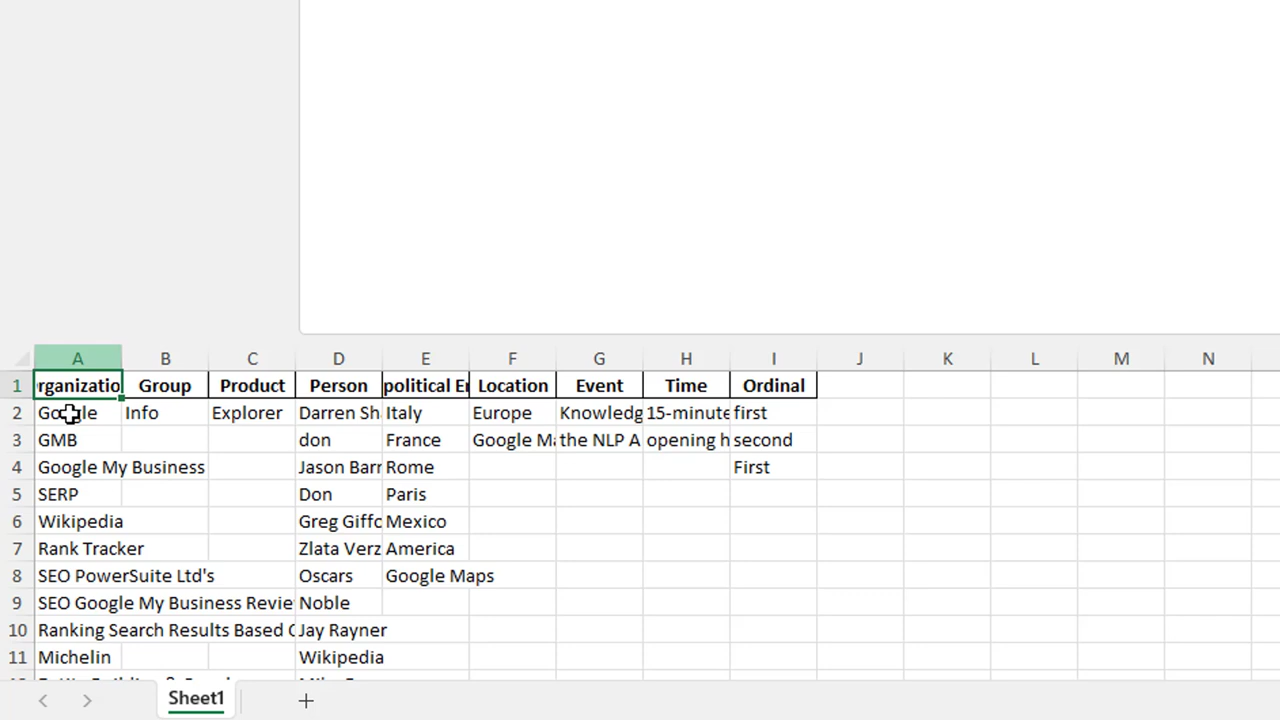 A B C D E F G H I J K L M N
1 rganizatio Group Product Person political En Location Event Time Ordinal
2 Google Info Explorer Darren Sh Italy Europe Knowledg 15-minute first
3 GMB don France Google Ma the NLP A opening h second
4 Google My Business Jason Barr Rome First
5 SERP Don Paris
6 Wikipedia Greg Giffo Mexico
7 Rank Tracker Zlata Verz America
8 SEO PowerSuite Ltd's Oscars Google Maps
9 SEO Google My Business Revie Noble
10 Ranking Search Results Based Jay Rayner
11 Michelin Wikipedia
Sheet1